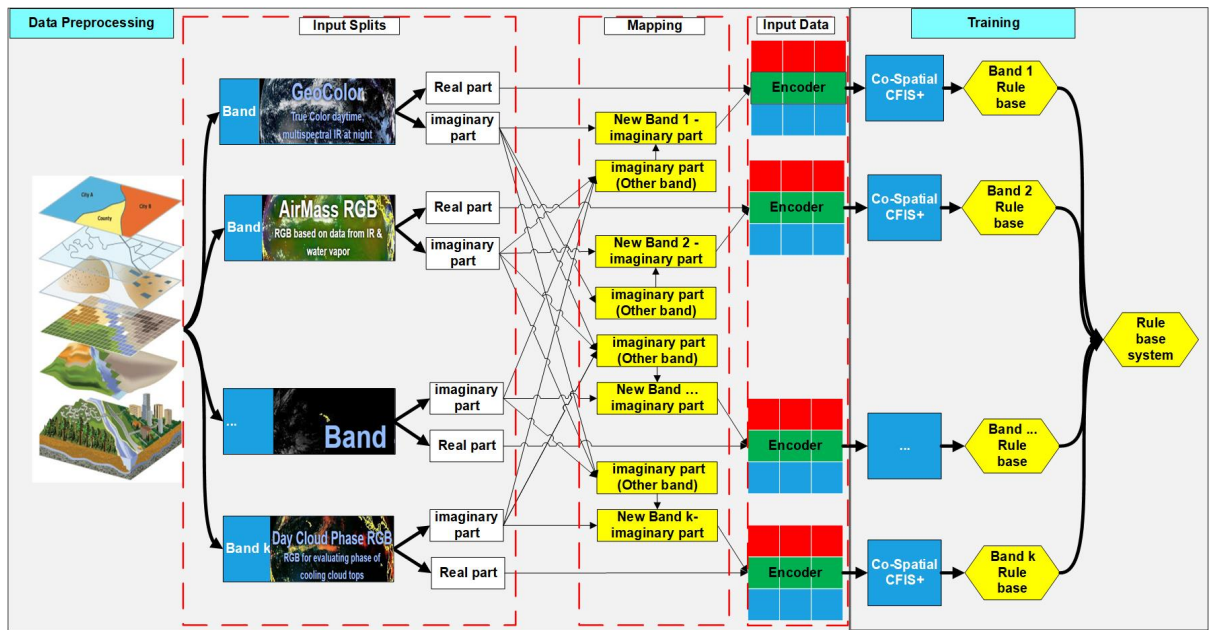 Data Preprocessing
Input Splits
Mapping
Input Data
Training
Band
GeoColor
True Color daytime,
multispectral IR at night
Real part
imaginary
part
New Band 1 -
imaginary part
imaginary part
(Other band)
Encoder
Co-Spatial
CFIS+
Band 1
Rule
base
City A
City B
County
Band
AirMass RGB
RGB based on data from IR &
water vapor
Real part
imaginary
part
New Band 2 -
imaginary part
imaginary part
(Other band)
Encoder
Co-Spatial
CFIS+
Band 2
Rule
base
Rule
base
system
...
Band
imaginary
part
Real part
imaginary part
(Other band)
New Band ...
imaginary part
Encoder
...
Band ...
Rule
base
Band k
Day Cloud Phase RGB
RGB for evaluating phase of
cooling cloud tops
imaginary
part
Real part
imaginary part
(Other band)
New Band k-
imaginary part
Encoder
Co-Spatial
CFIS+
Band k
Rule
base